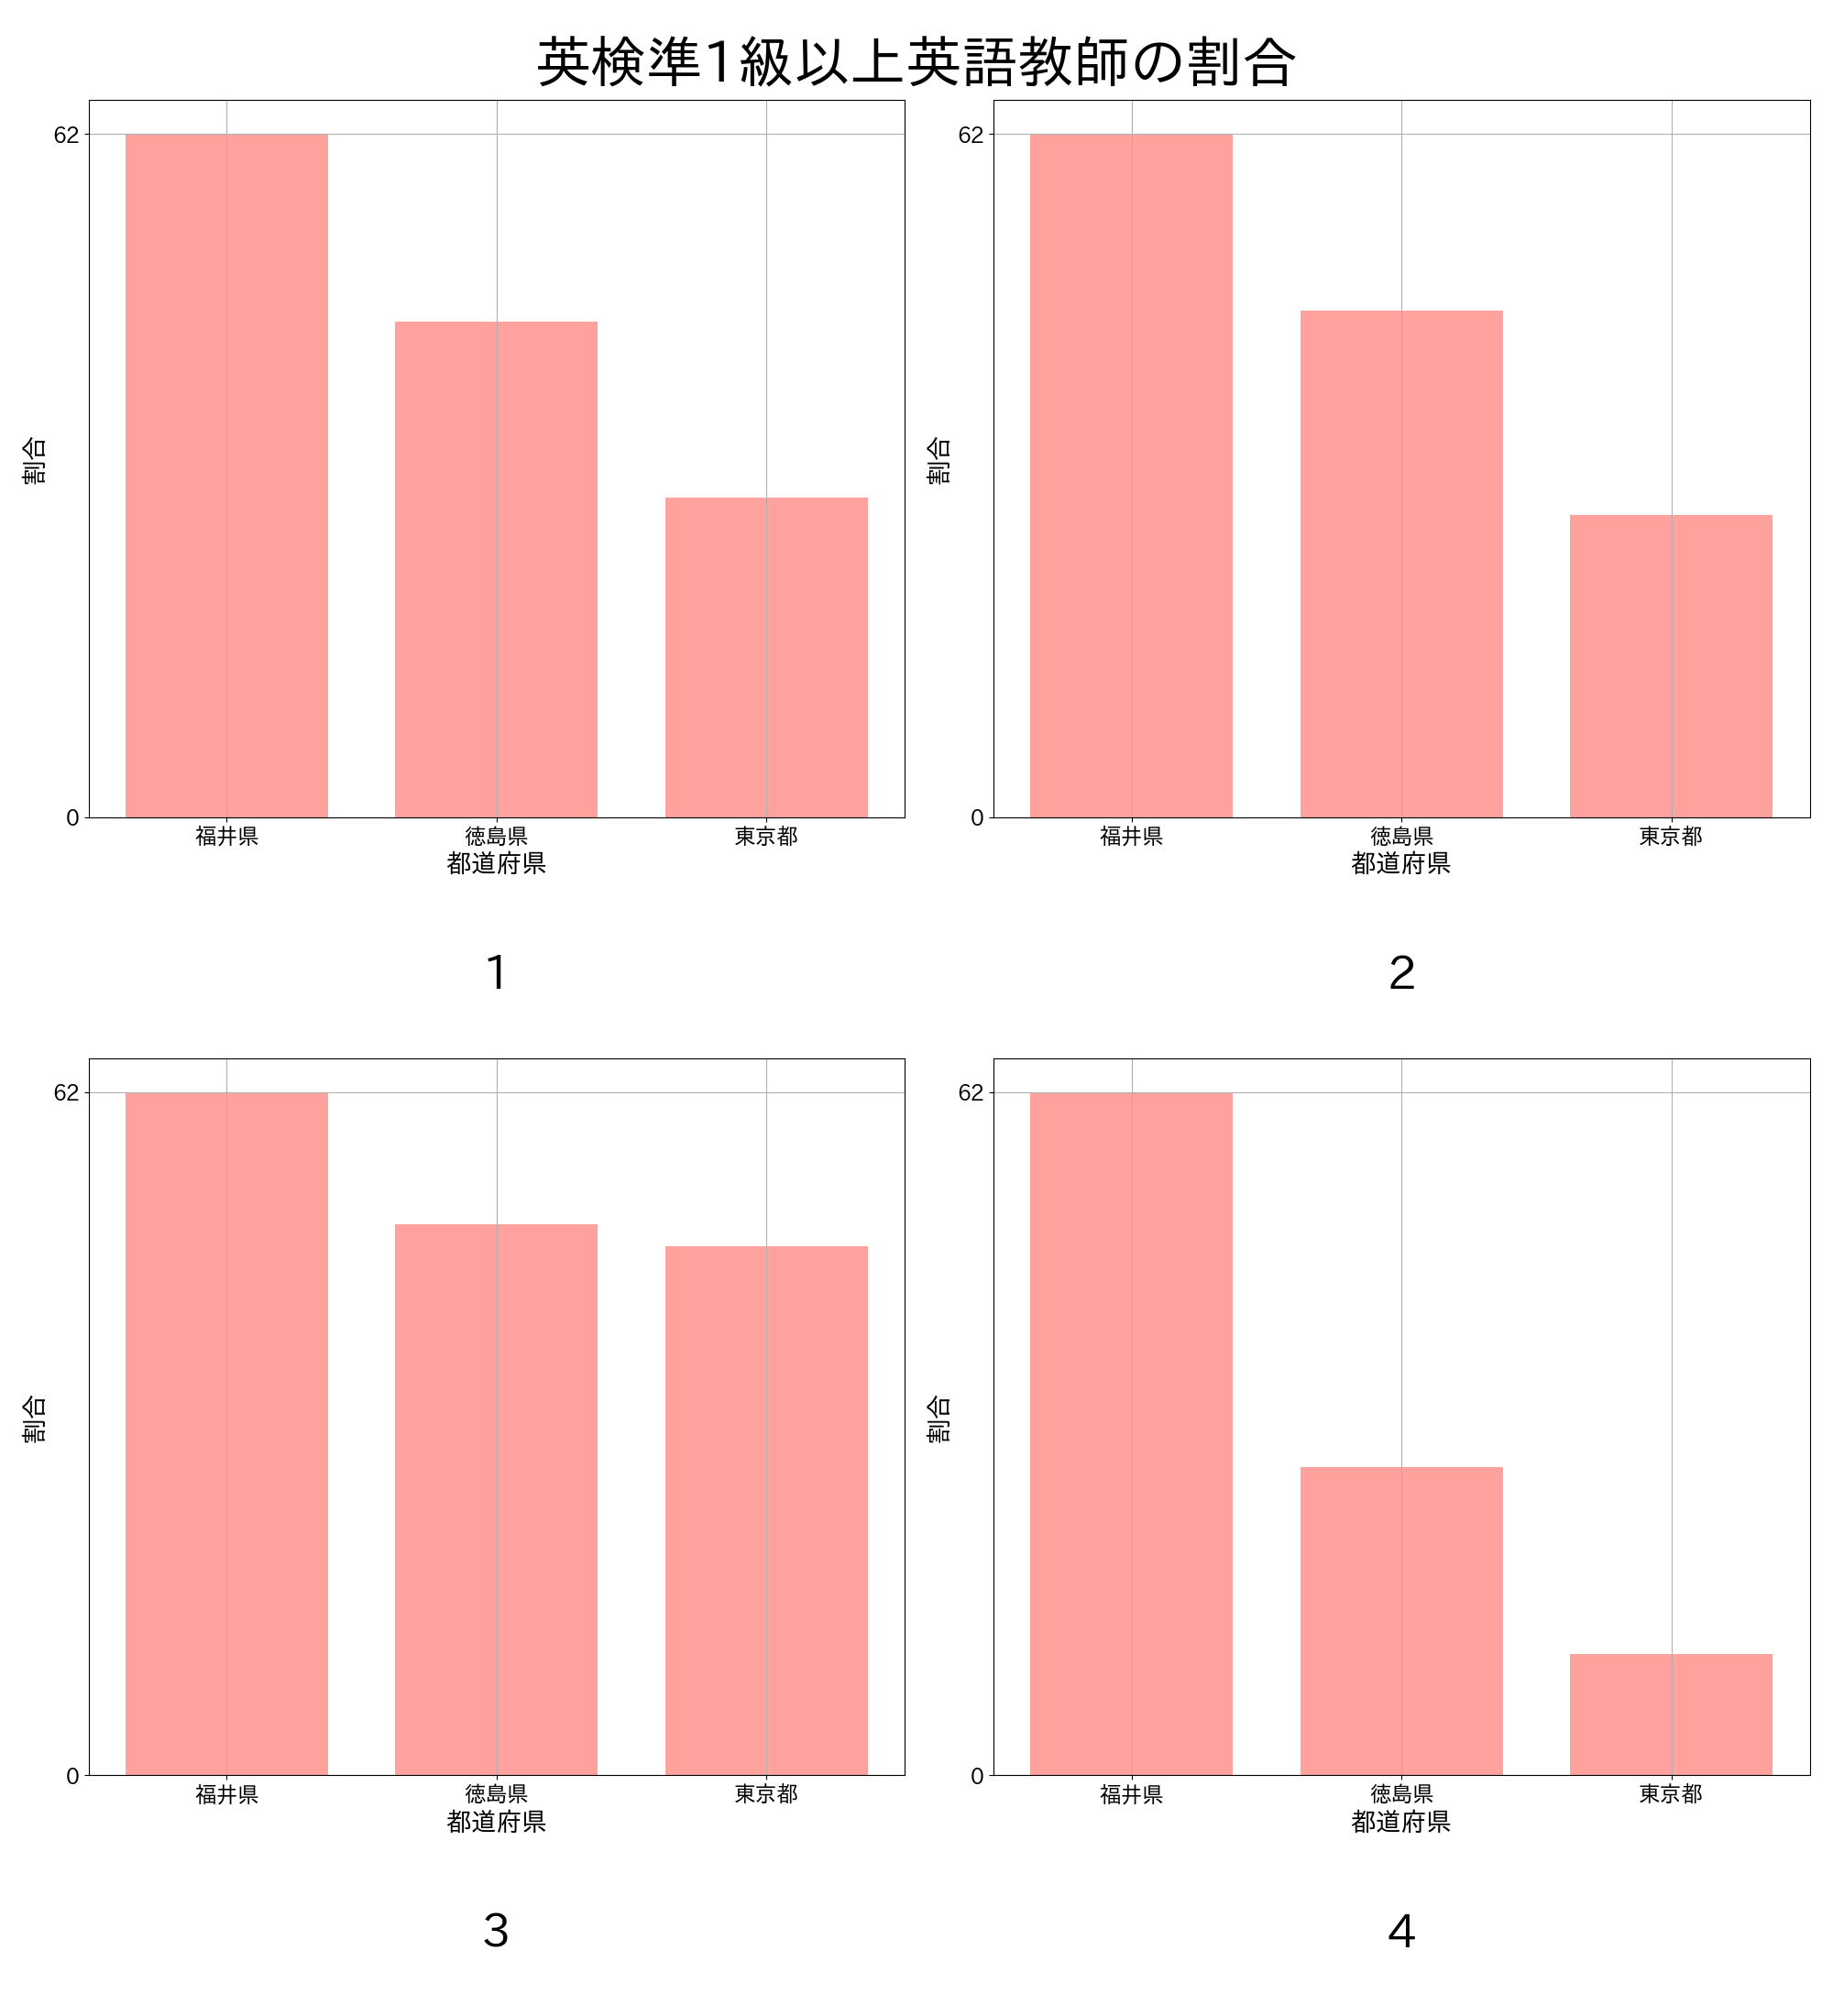 英検準1級以上英語教師の割合
62
0
割合
福井県
徳島県
東京都
都道府県
1
62
0
割合
福井県
徳島県
東京都
都道府県
2
62
0
割合
福井県
徳島県
東京都
都道府県
3
62
0
割合
福井県
徳島県
東京都
都道府県
4